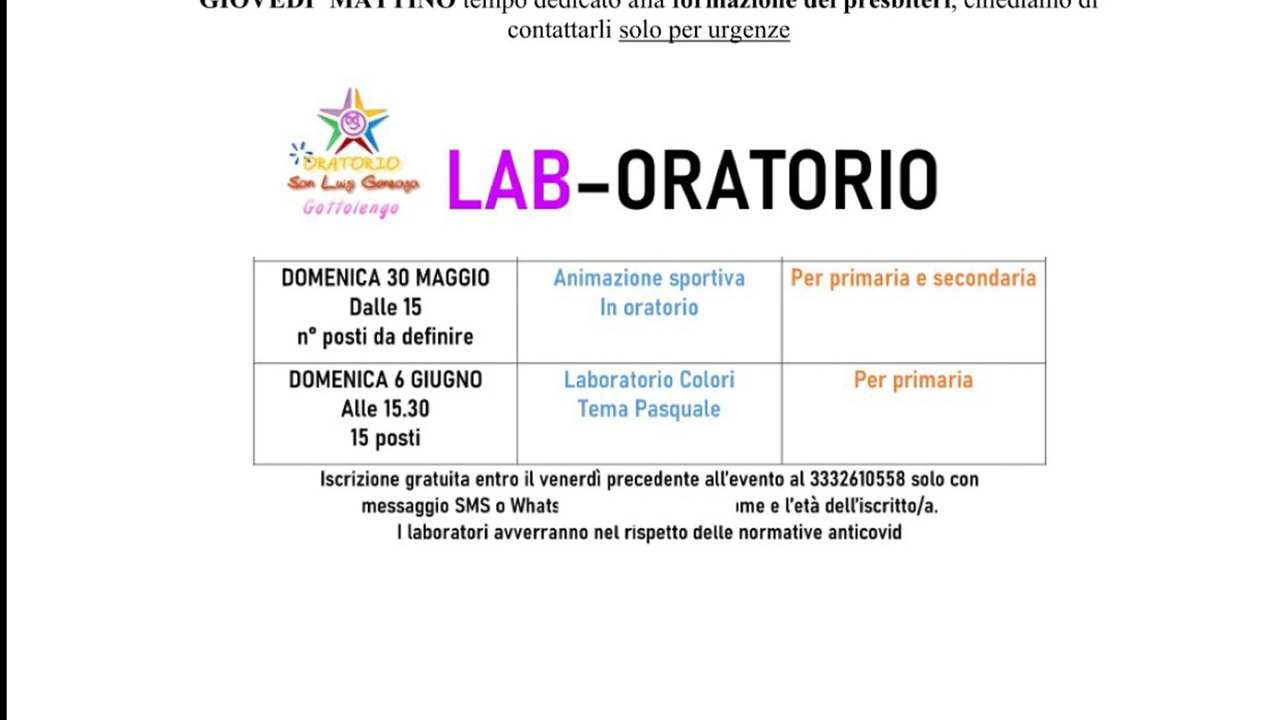 GIOVEDI' MATTINO tempo dedicato alla formazione dei presbiteri, chiediamo di
contattarli solo per urgenze
ORATORIO
San Luigi Gonzaga
Gottolengo
LAB-ORATORIO
DOMENICA 30 MAGGIO
Dalle 15
n° posti da definire
Animazione sportiva
In oratorio
Per primaria e secondaria
DOMENICA 6 GIUGNO
Alle 15.30
15 posti
Laboratorio Colori
Tema Pasquale
Per primaria
Iscrizione gratuita entro il venerdì precedente all'evento al 3332610558 solo con
messaggio SMS o Whats me e l'età dell'iscritto/a.
I laboratori avverranno nel rispetto delle normative anticovid